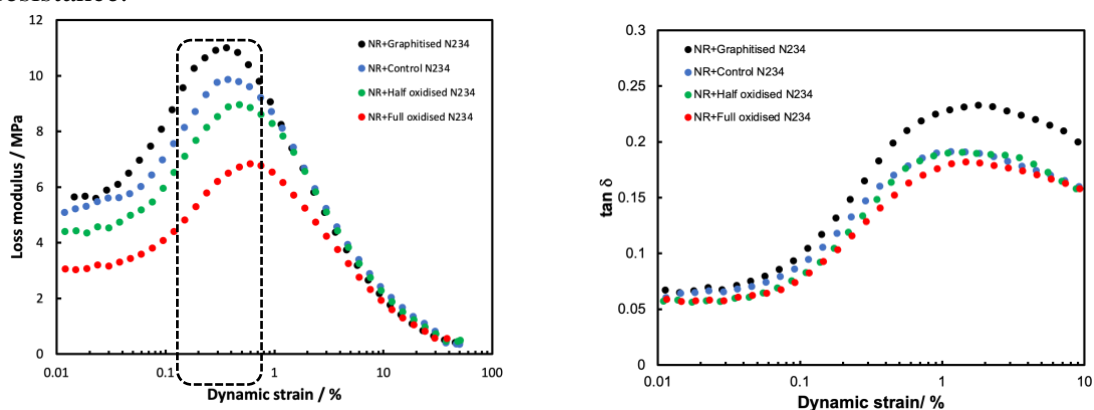 12
10
8
6
4
2
0
0.01
0.1
1
10
100
Loss modulus / MPa
Dynamic strain / %
NR+Graphitised N234
NR+Control N234
NR+Half oxidised N234
NR+Full oxidised N234
0.3
0.25
0.2
0.15
0.1
0.05
0
0.01
0.1
1
10
tan δ
Dynamic strain/ %
NR+Graphitised N234
NR+Control N234
NR+Half oxidised N234
NR+Full oxidised N234